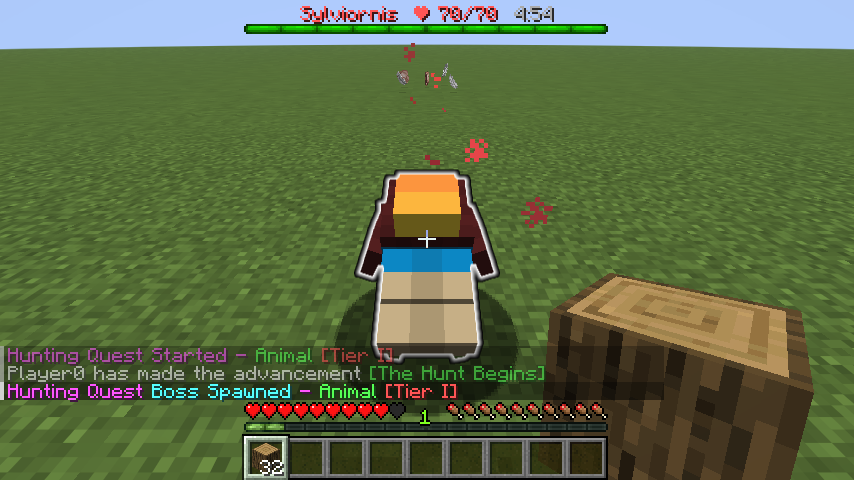 Sylviornis ❤ 70/70 4:54
Hunting Quest Started - Animal [Tier I]
Player0 has made the advancement [The Hunt Begins]
Hunting Quest Boss Spawned - Animal [Tier I]
1
32